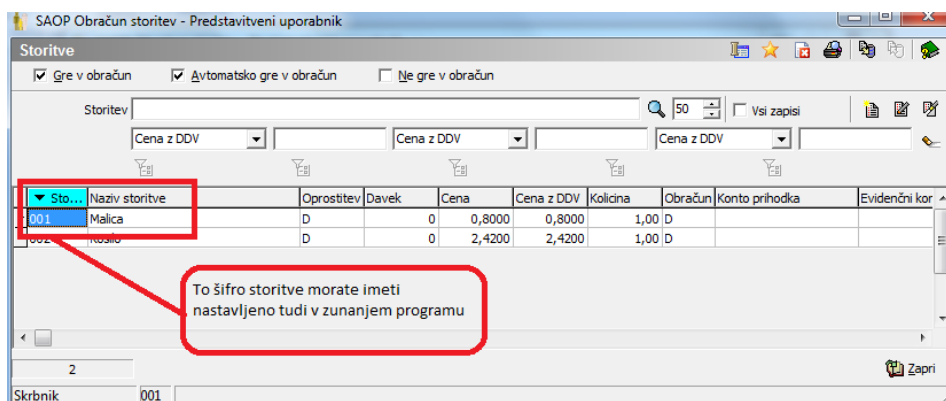 SAOP Obračun storitev - Predstavitveni uporabnik
Storitve
Gre v obračun Avtomatsko gre v obračun Ne gre v obračun
Storitev 50 Vsi zapisi
Cena z DDV Cena z DDV Cena z DDV
Sto... Naziv storitve Oprostitev Davek Cena Cena z DDV Kolicina Obračun Konto prihodka Evidenčni kor
001 Malica D 0 0,8000 0,8000 1,00 D
002 Kosilo D 0 2,4200 2,4200 1,00 D
To šifro storitve morate imeti
nastavljeno tudi v zunanjem programu
2 Zapri
Skrbnik 001